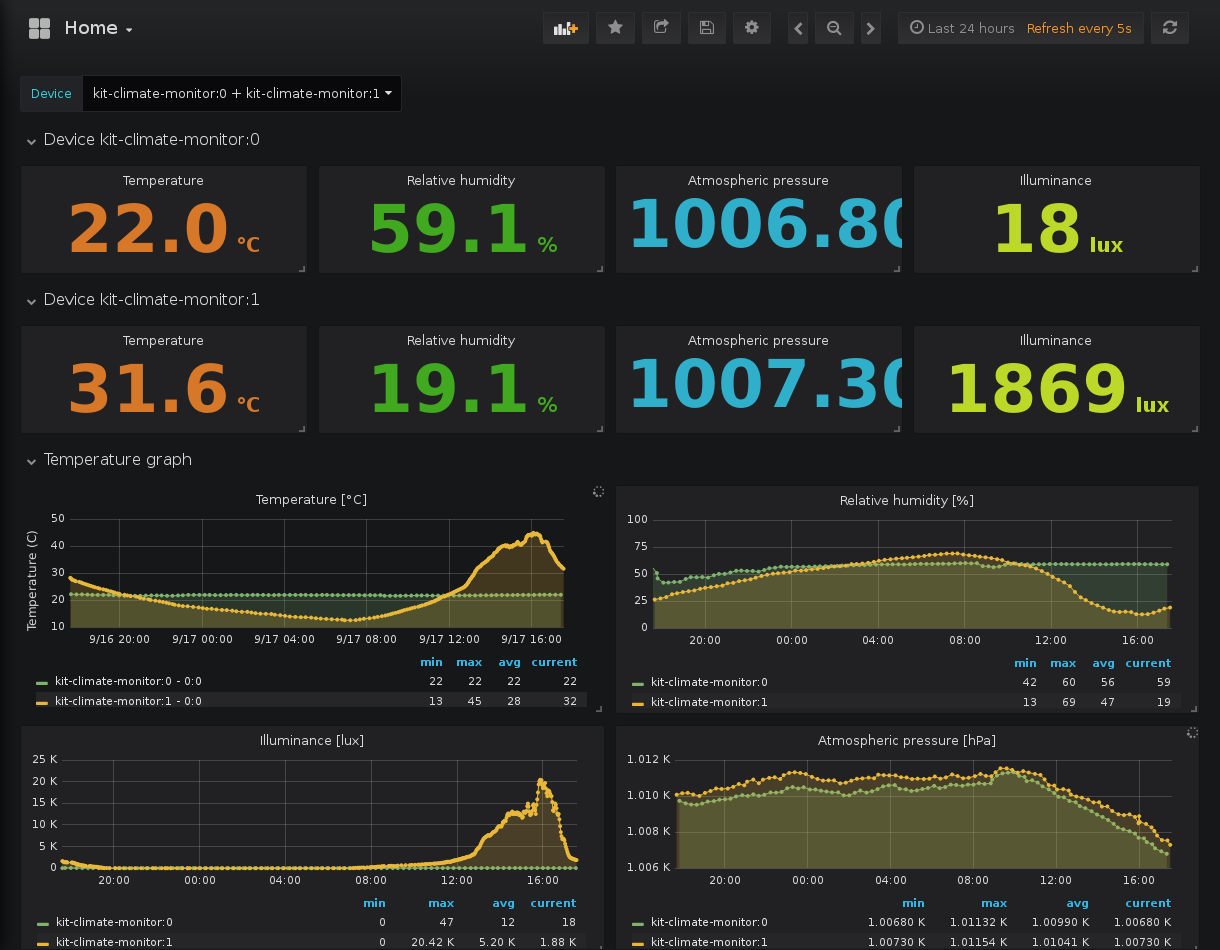 Home
Last 24 hours Refresh every 5s
Device kit-climate-monitor:0 + kit-climate-monitor:1
Device kit-climate-monitor:0
Temperature Relative humidity Atmospheric pressure Illuminance
22.0 °C 59.1 % 1006.80 18 lux
Device kit-climate-monitor:1
Temperature Relative humidity Atmospheric pressure Illuminance
31.6 °C 19.1 % 1007.30 1869 lux
Temperature graph
Temperature [°C]
Temperature (C)
50
40
30
20
10
9/16 20:00 9/17 00:00 9/17 04:00 9/17 08:00 9/17 12:00 9/17 16:00
min max avg current
kit-climate-monitor:0 - 0:0 22 22 22 22
kit-climate-monitor:1 - 0:0 13 45 28 32
Relative humidity [%]
100
75
50
25
0
20:00 00:00 04:00 08:00 12:00 16:00
min max avg current
kit-climate-monitor:0 42 60 56 59
kit-climate-monitor:1 13 69 47 19
Illuminance [lux]
25 K
20 K
15 K
10 K
5 K
0
20:00 00:00 04:00 08:00 12:00 16:00
min max avg current
kit-climate-monitor:0 0 47 12 18
kit-climate-monitor:1 0 20.42 K 5.20 K 1.88 K
Atmospheric pressure [hPa]
1.012 K
1.010 K
1.008 K
1.006 K
20:00 00:00 04:00 08:00 12:00 16:00
min max avg current
kit-climate-monitor:0 1.00680 K 1.01132 K 1.00990 K 1.00680 K
kit-climate-monitor:1 1.00730 K 1.01154 K 1.01041 K 1.00730 K